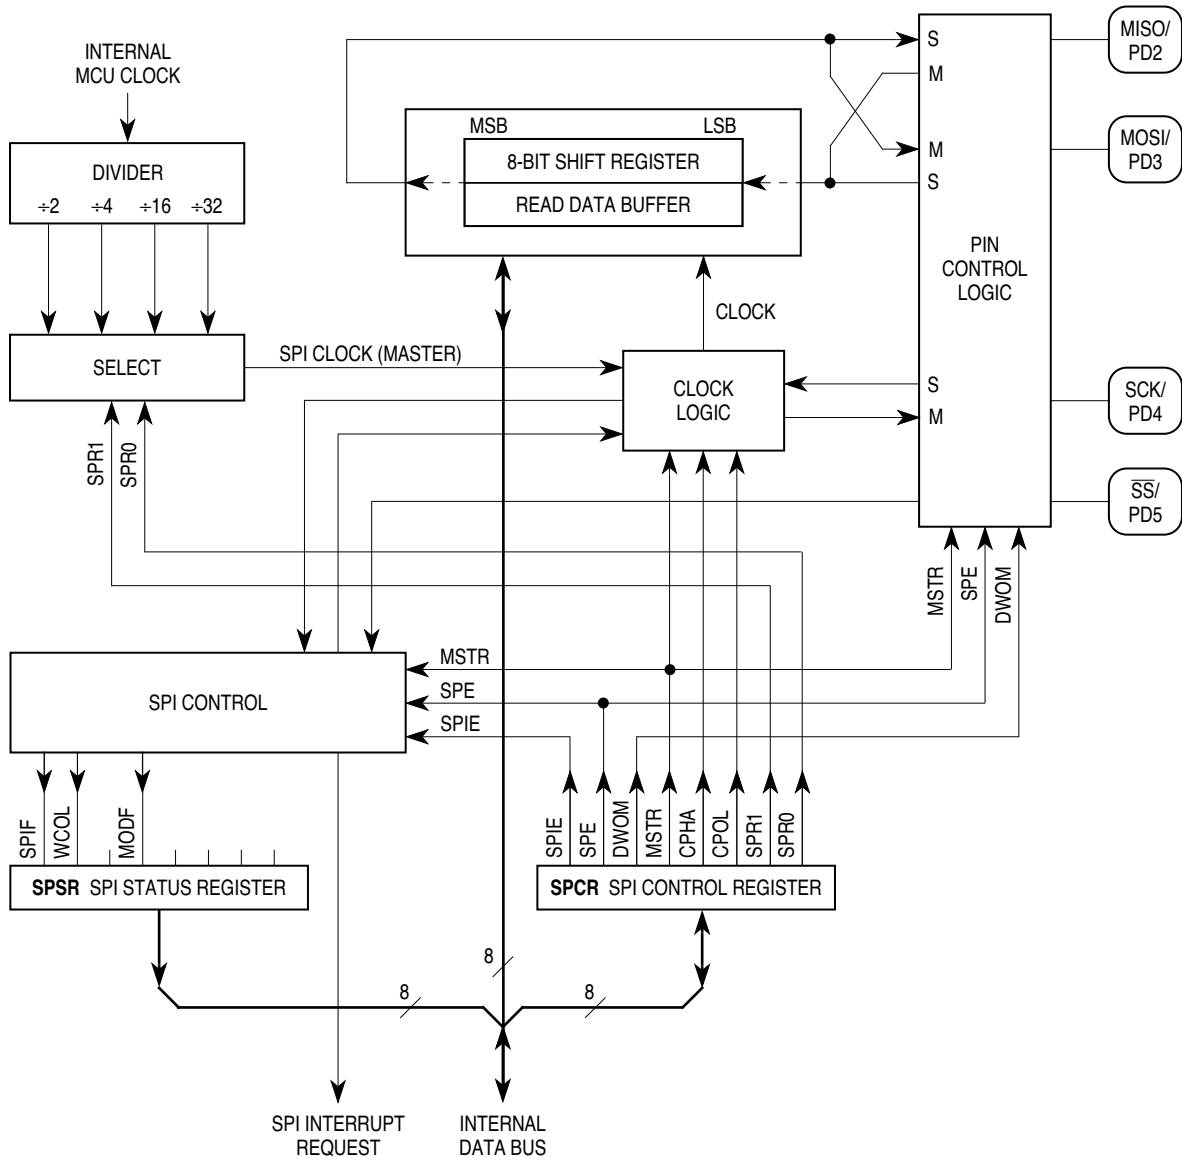 INTERNAL
MCU CLOCK
DIVIDER
÷2 ÷4 ÷16 ÷32
SELECT
SPI CLOCK (MASTER)
SPR1
SPR0
MSB LSB
8-BIT SHIFT REGISTER
READ DATA BUFFER
CLOCK
CLOCK
LOGIC
S
M
M
S
PIN
CONTROL
LOGIC
S
M
MISO/
PD2
MOSI/
PD3
SCK/
PD4
S̅S̅/
PD5
MSTR
SPE
DWOM
SPI CONTROL
MSTR
SPE
SPIE
SPIF
WCOL
MODF
SPSR SPI STATUS REGISTER
SPIE
SPE
DWOM
MSTR
CPHA
CPOL
SPR1
SPR0
SPCR SPI CONTROL REGISTER
8
8
8
SPI INTERRUPT
REQUEST
INTERNAL
DATA BUS